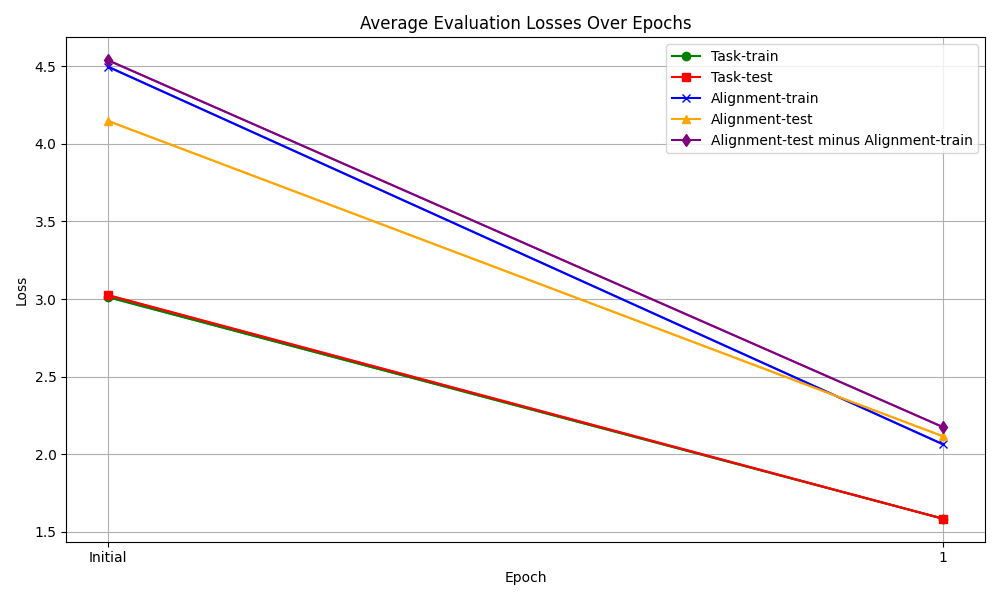 Average Evaluation Losses Over Epochs
Task-train
Task-test
Alignment-train
Alignment-test
Alignment-test minus Alignment-train
Loss
4.5
4.0
3.5
3.0
2.5
2.0
1.5
Initial
1
Epoch